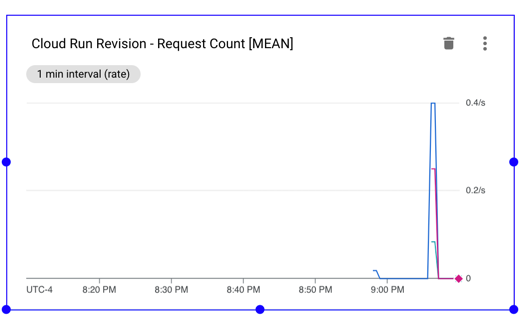 Cloud Run Revision - Request Count [MEAN]
1 min interval (rate)
0.4/s
0.2/s
0
UTC-4 8:20 PM 8:30 PM 8:40 PM 8:50 PM 9:00 PM